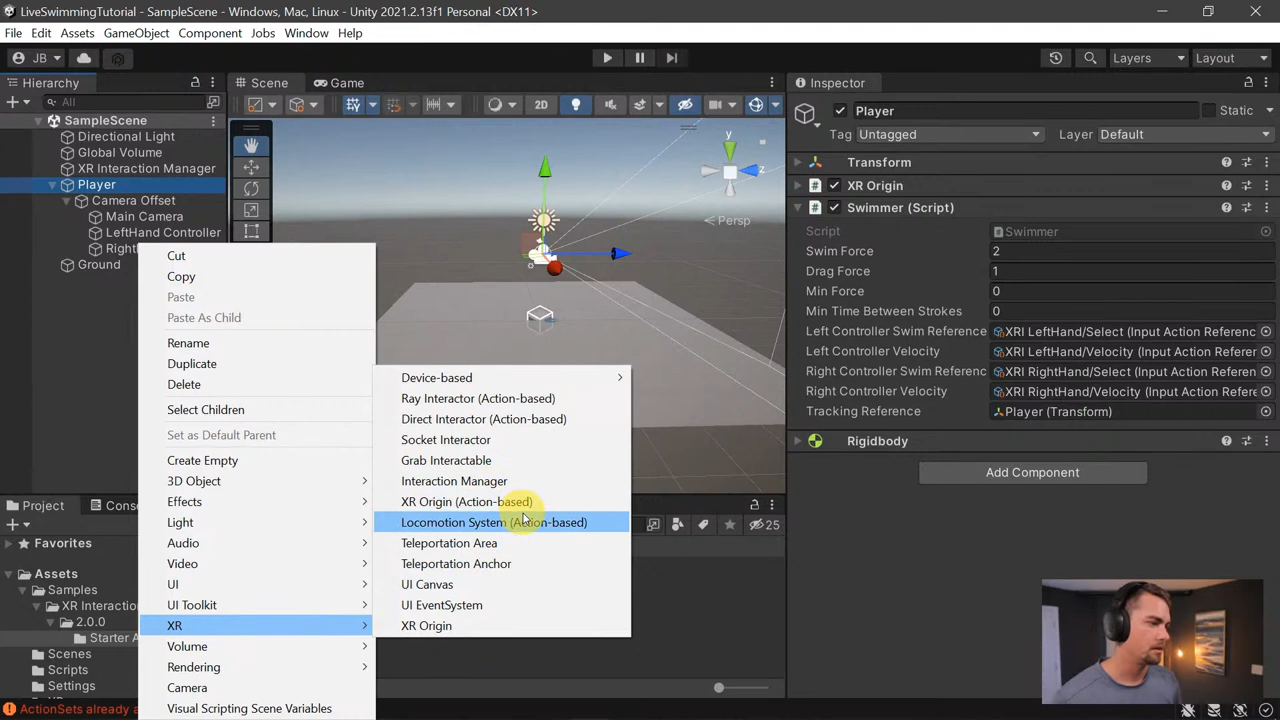 LiveSwimmingTutorial - SampleScene - Windows, Mac, Linux - Unity 2021.2.13f1 Personal <DX11>
File Edit Assets GameObject Component Jobs Window Help
JB Layers Layout
Hierarchy
All
SampleScene
Directional Light
Global Volume
XR Interaction Manager
Player
Camera Offset
Main Camera
LeftHand Controller
Right
Ground
Scene Game
2D
y
z
Persp
Cut
Copy
Paste
Paste As Child
Rename
Duplicate
Delete
Select Children
Set as Default Parent
Create Empty
3D Object
Effects
Light
Audio
Video
UI
UI Toolkit
XR
Volume
Rendering
Camera
Visual Scripting Scene Variables
Device-based
Ray Interactor (Action-based)
Direct Interactor (Action-based)
Socket Interactor
Grab Interactable
Interaction Manager
XR Origin (Action-based)
Locomotion System (Action-based)
Teleportation Area
Teleportation Anchor
UI Canvas
UI EventSystem
XR Origin
Inspector
Player Static
Tag Untagged Layer Default
Transform
XR Origin
Swimmer (Script)
Script Swimmer
Swim Force 2
Drag Force 1
Min Force 0
Min Time Between Strokes 0
Left Controller Swim Reference XRI LeftHand/Select (Input Action Referenc
Left Controller Velocity XRI LeftHand/Velocity (Input Action Referer
Right Controller Swim Referenc XRI RightHand/Select (Input Action Referen
Right Controller Velocity XRI RightHand/Velocity (Input Action Refere
Tracking Reference Player (Transform)
Rigidbody
Add Component
Project Conso
25
Favorites
Assets
Samples
XR Interactio
2.0.0
Starter A
Scenes
Scripts
Settings
ActionSets already a